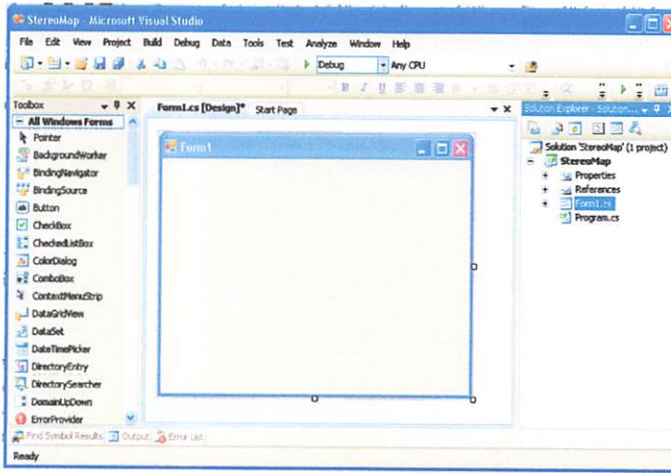 StereoMap - Microsoft Visual Studio
File Edit View Project Build Debug Data Tools Test Analyze Window Help
Debug Any CPU
B I U
Toolbox
Form1.cs [Design]* Start Page
Solution Explorer - Solution...
All Windows Forms
Pointer
BackgroundWorker
BindingNavigator
BindingSource
Button
CheckBox
CheckedListBox
ColorDialog
ComboBox
ContextMenuStrip
DataGridView
DataSet
DateTimePicker
DirectoryEntry
DirectorySearcher
DomainUpDown
ErrorProvider
Form1
Solution 'StereoMap' (1 project)
StereoMap
Properties
References
Form1.cs
Program.cs
Find Symbol Results Output Error List
Ready